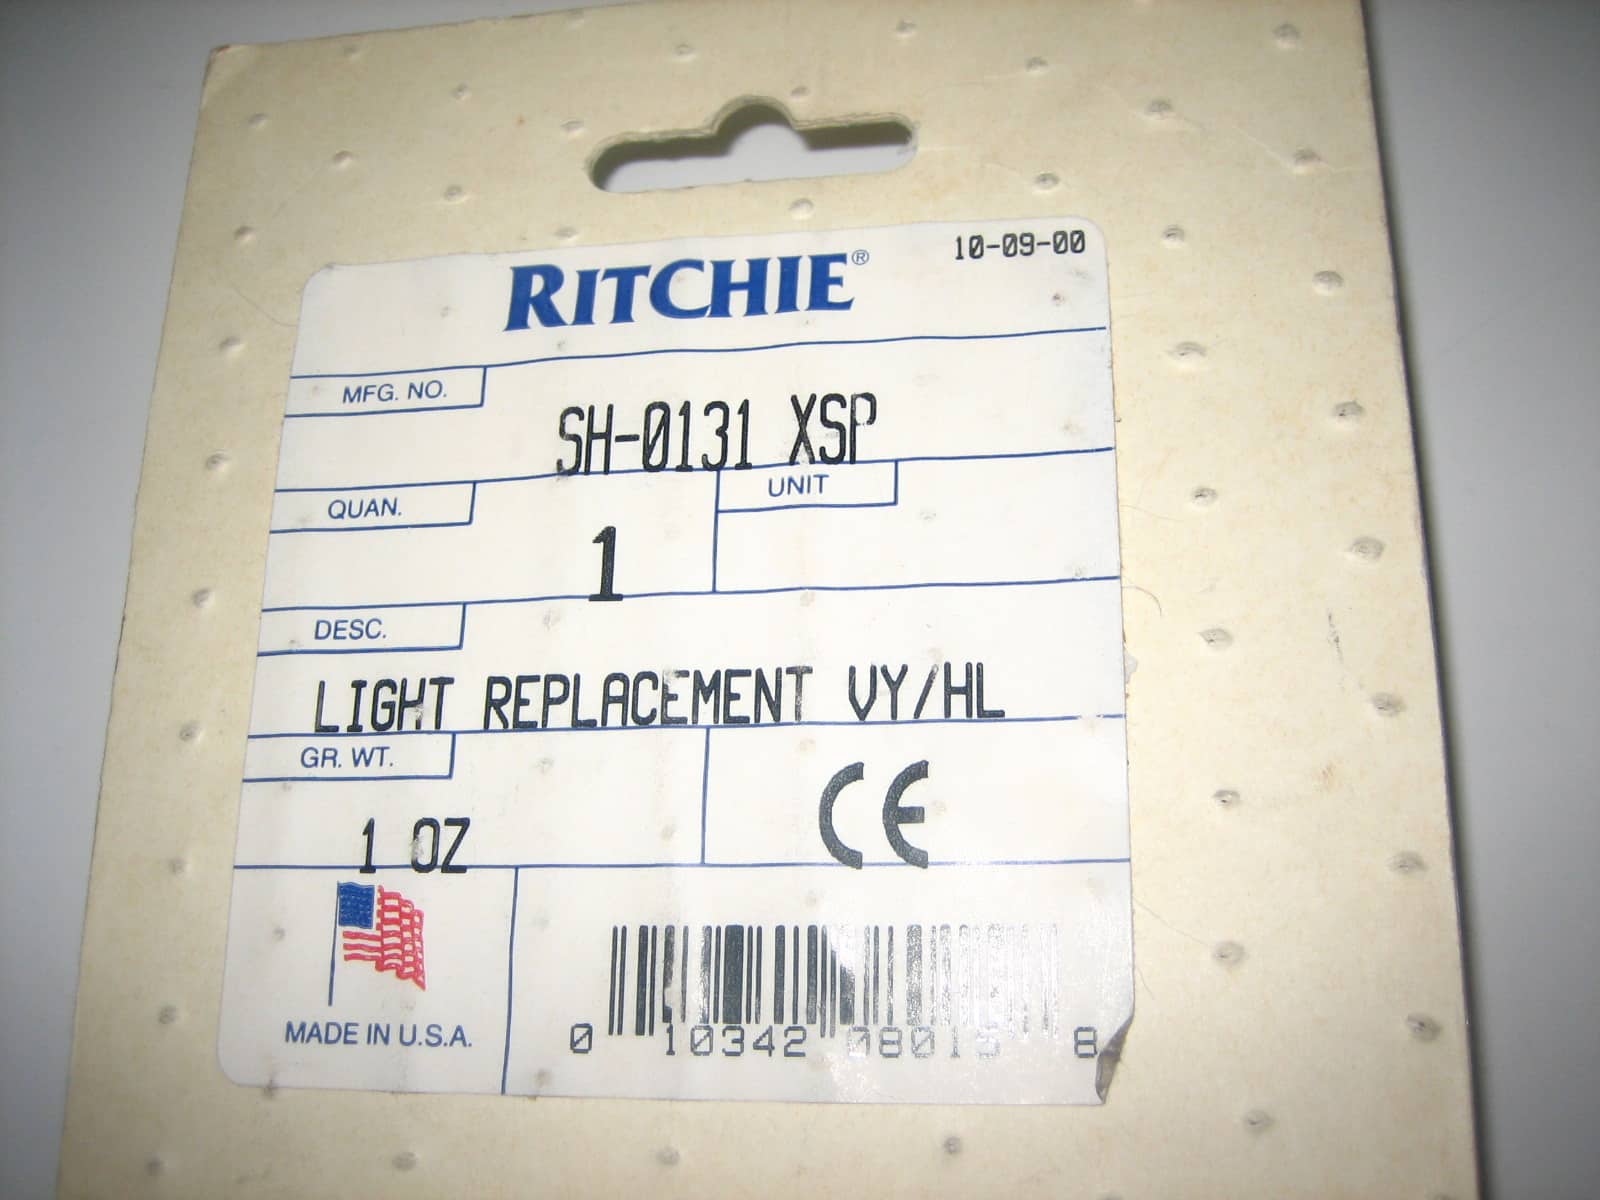 RITCHIE®
10-09-00
MFG. NO.
SH-0131 XSP
QUAN.
1
UNIT
DESC.
LIGHT REPLACEMENT VY/HL
GR. WT.
1 OZ
CE
MADE IN U.S.A.
0 10342 08015 8